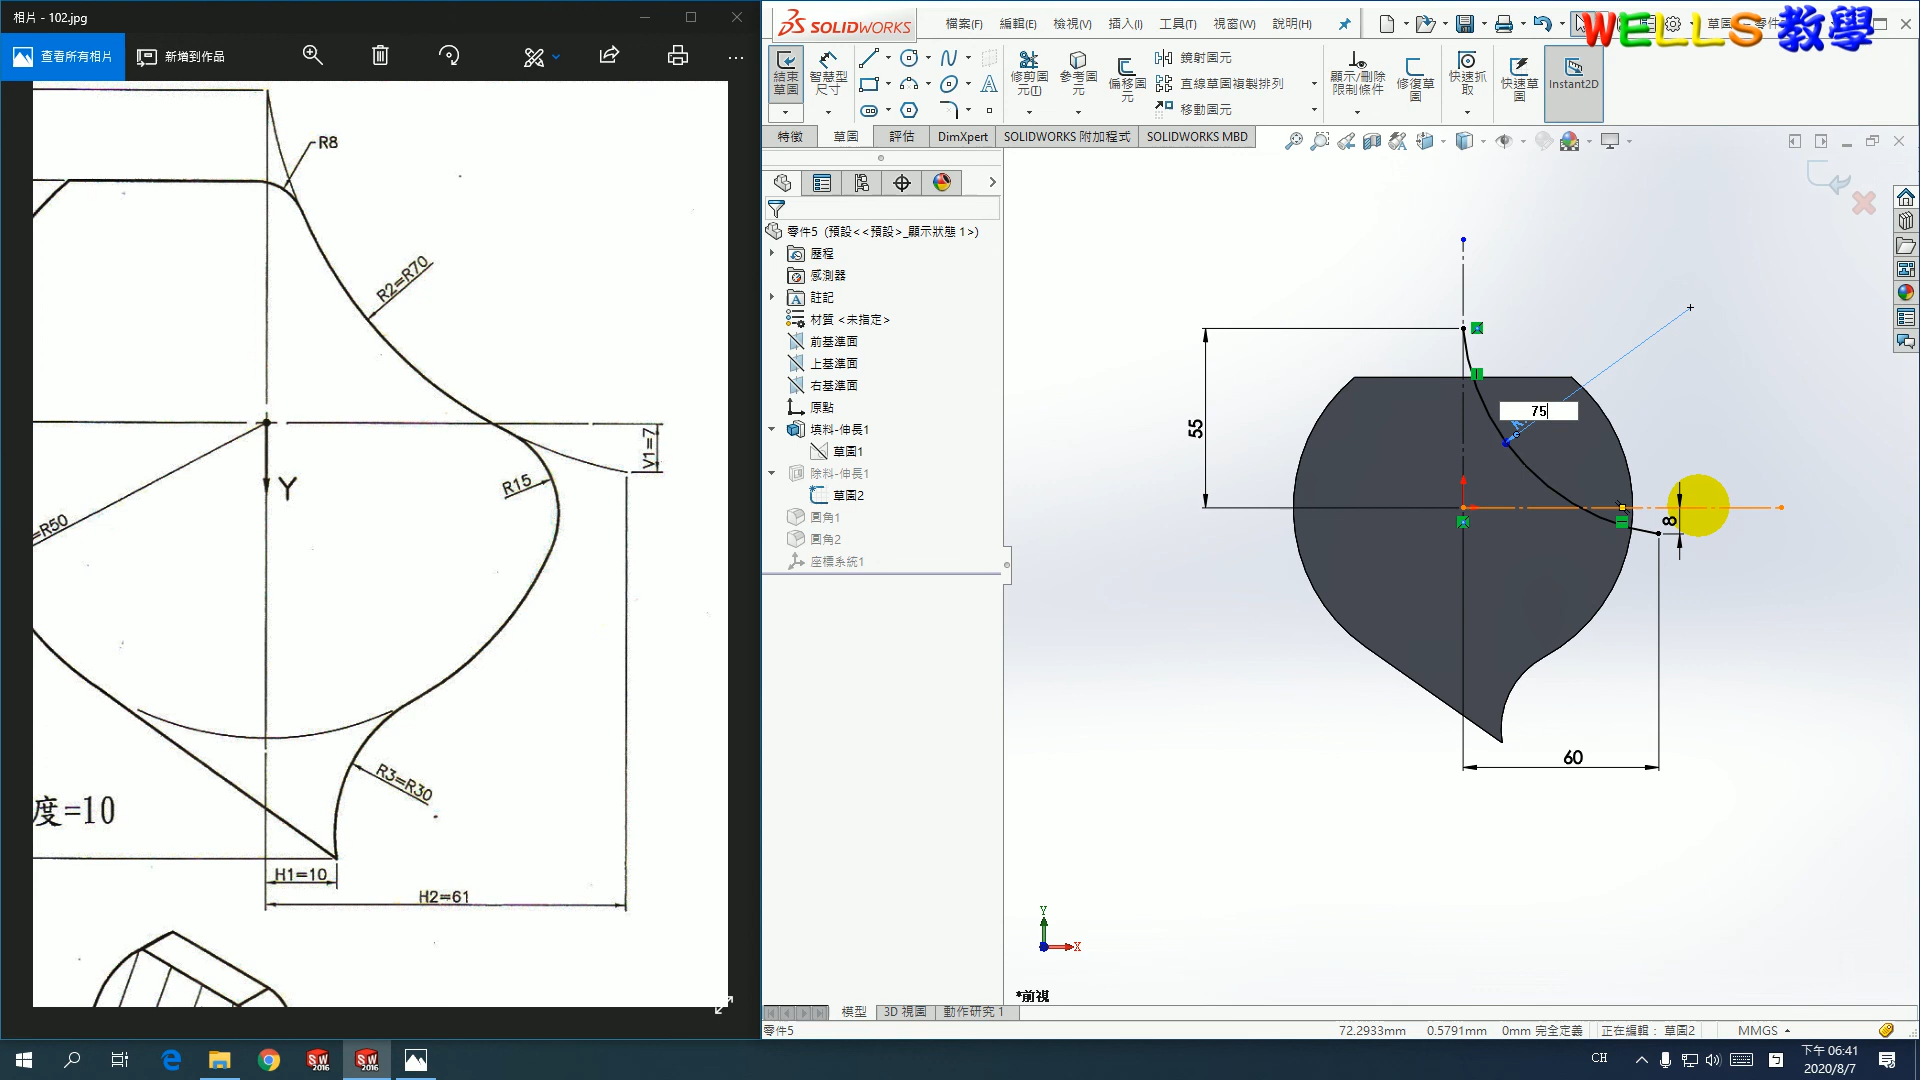 相片 - 102.jpg
查看所有相片
新增到作品
R8
R2=R70
V1=7
Y
R15
=R50
R3=R30
度=10
H1=10
H2=61
SOLIDWORKS
檔案(F)
編輯(E)
檢視(V)
插入(I)
工具(T)
視窗(W)
說明(H)
WELLS 教學
結束草圖
智慧型尺寸
修剪圖元(T)
參考圖元
偏移圖元
鏡射圖元
直線草圖複製排列
移動圖元
顯示/刪除限制條件
修復草圖
快速抓取
快速草圖
Instant2D
特徵
草圖
評估
DimXpert
SOLIDWORKS 附加程式
SOLIDWORKS MBD
零件5 (預設<<預設>_顯示狀態 1>)
歷程
感測器
註記
材質 <未指定>
前基準面
上基準面
右基準面
原點
填料-伸長1
草圖1
除料-伸長1
草圖2
圓角1
圓角2
座標系統1
55
75
8
60
Y
X
*前視
模型
3D 視圖
動作研究 1
零件5
72.2933mm
0.5791mm
0mm 完全定義
正在編輯： 草圖2
MMGS
SW 2016
SW 2016
CH
下午 06:41
2020/8/7